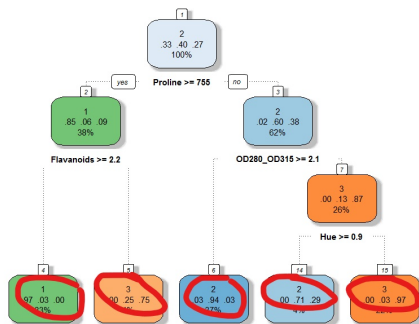 1
2
.33 .40 .27
100%
yes Proline >= 755 no
2
1
.85 .06 .09
38%
3
2
.02 .60 .38
62%
Flavanoids >= 2.2
OD280_OD315 >= 2.1
7
3
.00 .13 .87
26%
Hue >= 0.9
4
1
.97 .03 .00
5
3
.00 .25 .75
6
2
.03 .94 .03
14
2
.00 .71 .29
15
3
.00 .03 .97